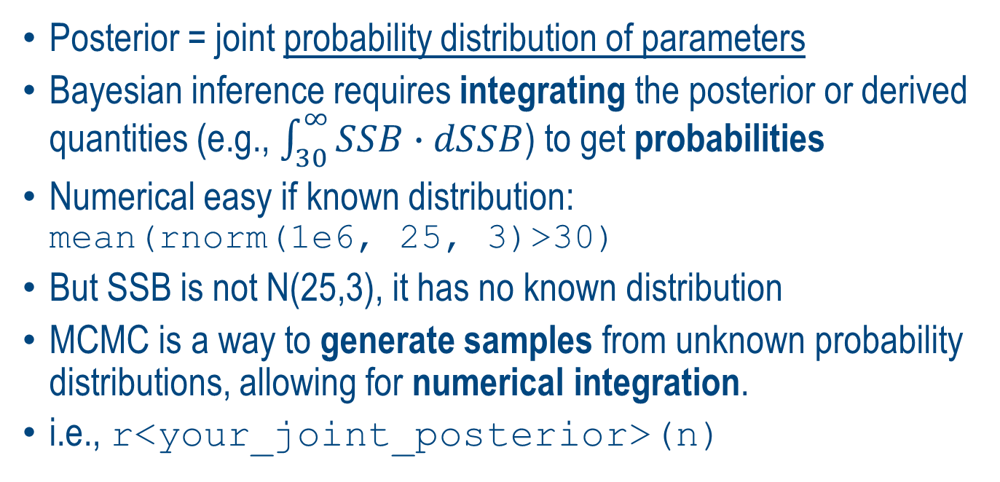 • Posterior = joint probability distribution of parameters
• Bayesian inference requires integrating the posterior or derived
quantities (e.g., ∫₃₀^∞ SSB · dSSB) to get probabilities
• Numerical easy if known distribution:
mean(rnorm(1e6, 25, 3)>30)
• But SSB is not N(25,3), it has no known distribution
• MCMC is a way to generate samples from unknown probability
distributions, allowing for numerical integration.
• i.e., r<your_joint_posterior>(n)